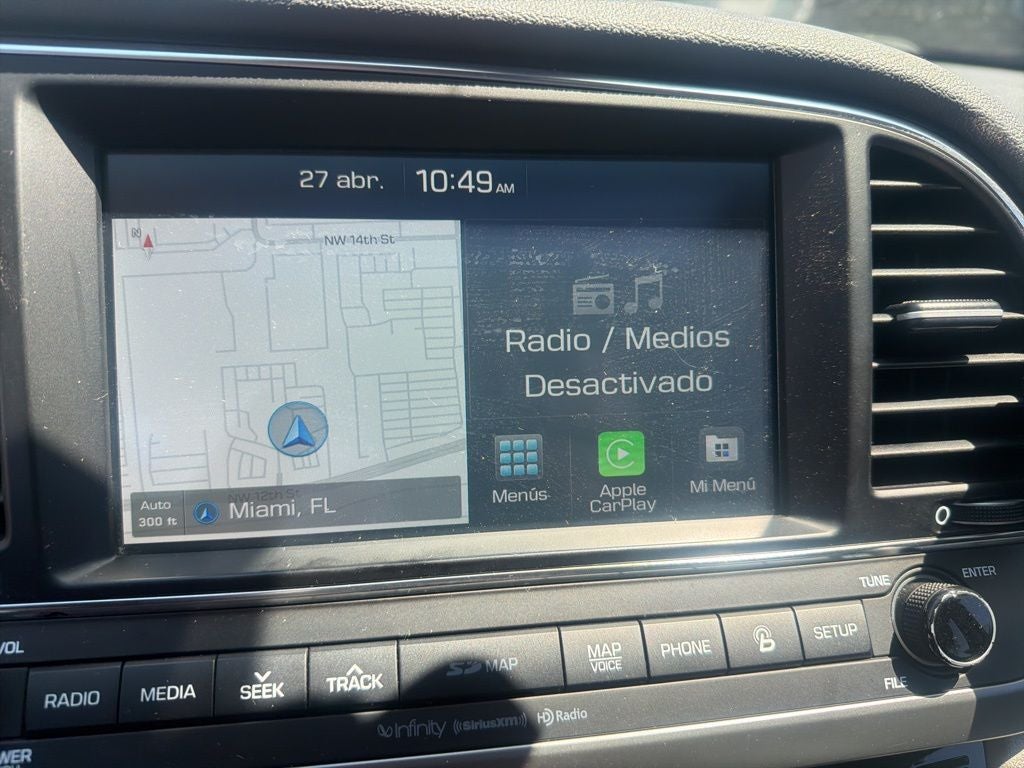 27 abr. 10:49 AM
N
NW 14th St
Radio / Medios
Desactivado
NW 12th St
Auto
300 ft
Miami, FL
Menús
Apple
CarPlay
Mi Menú
TUNE
ENTER
VOL
RADIO
MEDIA
SEEK
TRACK
SD MAP
MAP
VOICE
PHONE
SETUP
FILE
Infinity
SiriusXM
HD Radio